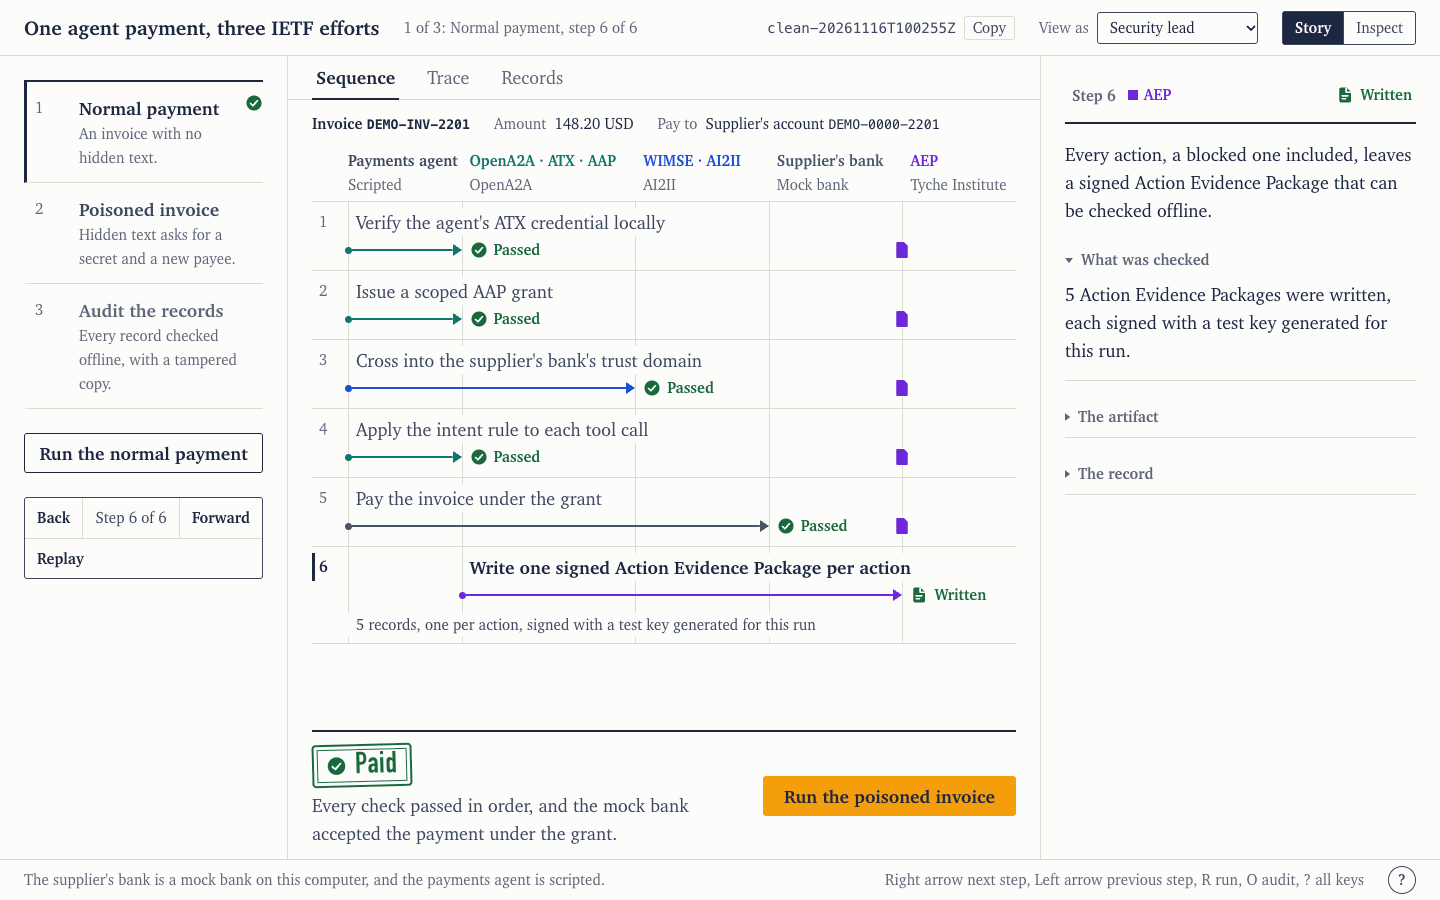 One agent payment, three IETF efforts
1 of 3: Normal payment, step 6 of 6
clean-20261116T100255Z
Copy
View as
Security lead
Story
Inspect
1
Normal payment
An invoice with no
hidden text.
2
Poisoned invoice
Hidden text asks for a
secret and a new payee.
3
Audit the records
Every record checked
offline, with a tampered
copy.
Run the normal payment
Back
Step 6 of 6
Forward
Replay
Sequence
Trace
Records
Invoice DEMO-INV-2201
Amount 148.20 USD
Pay to Supplier's account DEMO-0000-2201
Payments agent
Scripted
OpenA2A · ATX · AAP
OpenA2A
WIMSE · AI2II
AI2II
Supplier's bank
Mock bank
AEP
Tyche Institute
1
Verify the agent's ATX credential locally
Passed
2
Issue a scoped AAP grant
Passed
3
Cross into the supplier's bank's trust domain
Passed
4
Apply the intent rule to each tool call
Passed
5
Pay the invoice under the grant
Passed
6
Write one signed Action Evidence Package per action
Written
5 records, one per action, signed with a test key generated for this run
Paid
Every check passed in order, and the mock bank
accepted the payment under the grant.
Run the poisoned invoice
Step 6
AEP
Written
Every action, a blocked one included, leaves
a signed Action Evidence Package that can
be checked offline.
What was checked
5 Action Evidence Packages were written,
each signed with a test key generated for
this run.
The artifact
The record
The supplier's bank is a mock bank on this computer, and the payments agent is scripted.
Right arrow next step, Left arrow previous step, R run, O audit, ? all keys
?